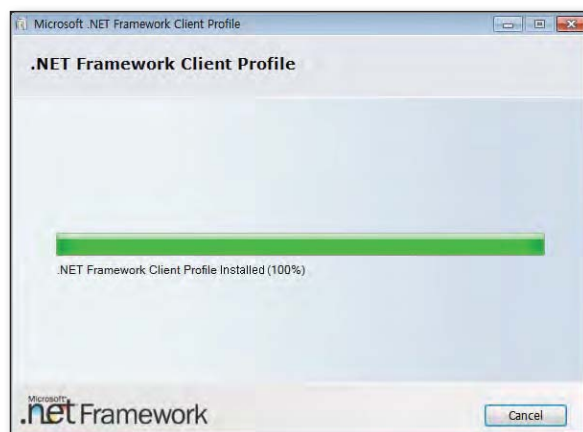 Microsoft .NET Framework Client Profile
.NET Framework Client Profile
.NET Framework Client Profile Installed (100%)
Microsoft
.net Framework
Cancel